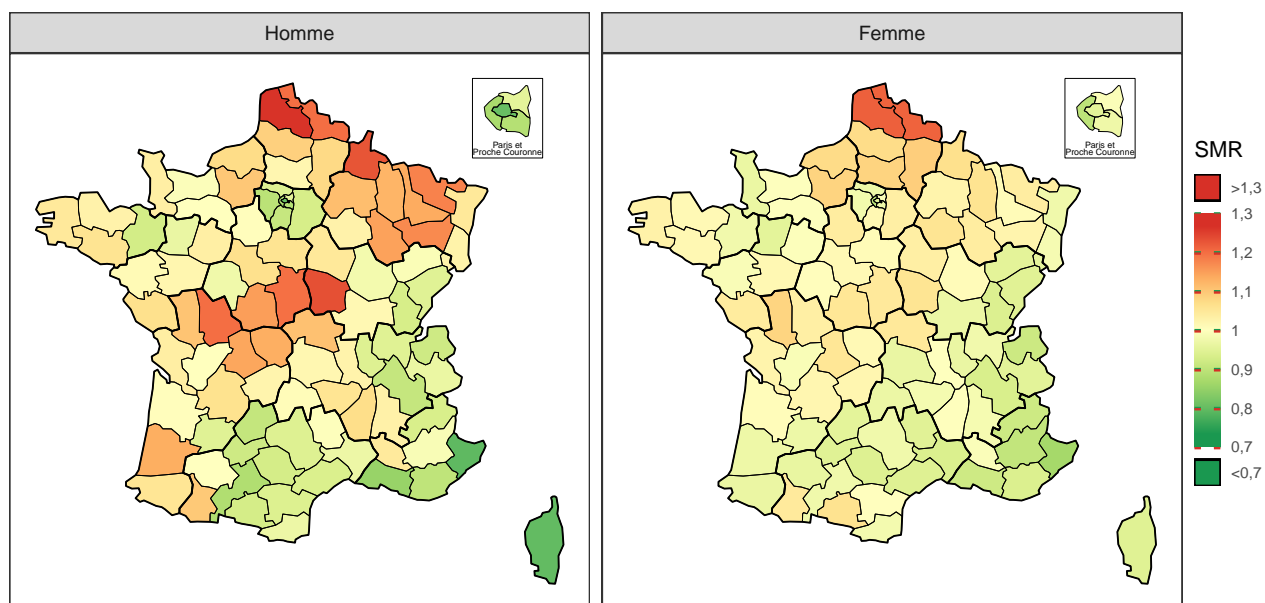 Homme
Femme
Paris et
Proche Couronne
Paris et
Proche Couronne
SMR
>1,3
1,3
1,2
1,1
1
0,9
0,8
0,7
<0,7